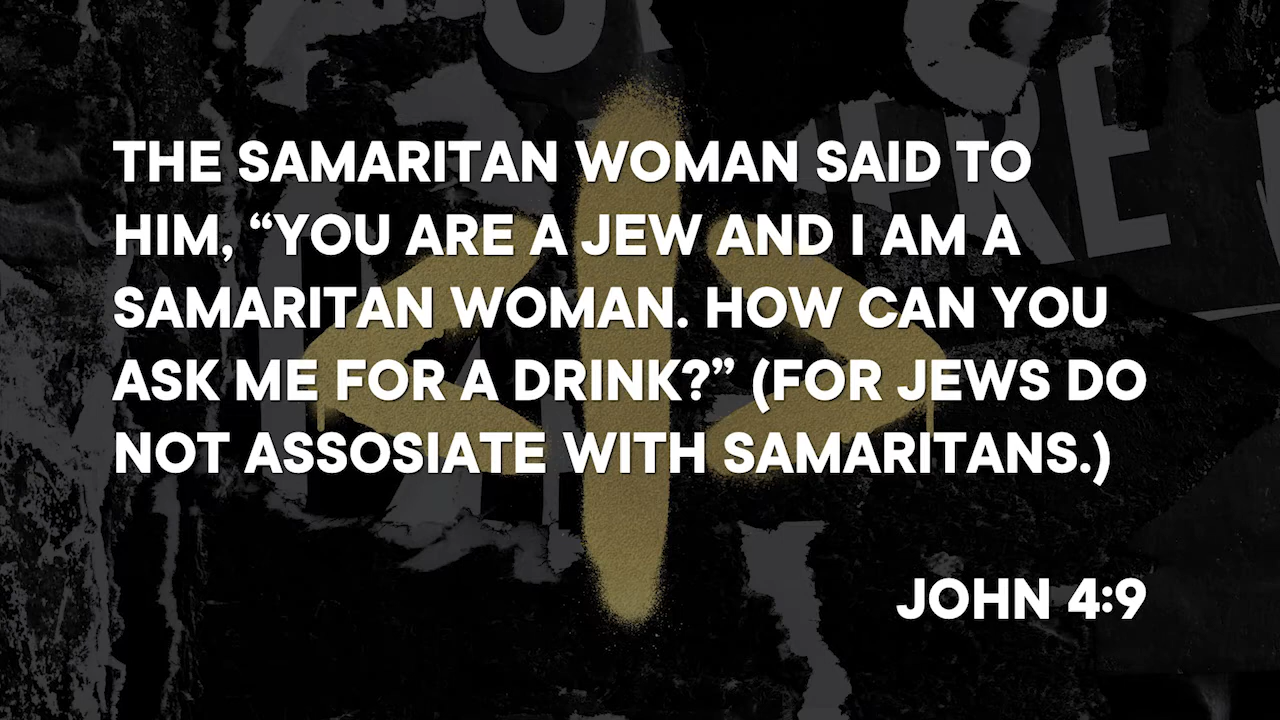 THE SAMARITAN WOMAN SAID TO
HIM, “YOU ARE A JEW AND I AM A
SAMARITAN WOMAN. HOW CAN YOU
ASK ME FOR A DRINK?” (FOR JEWS DO
NOT ASSOSIATE WITH SAMARITANS.)
JOHN 4:9